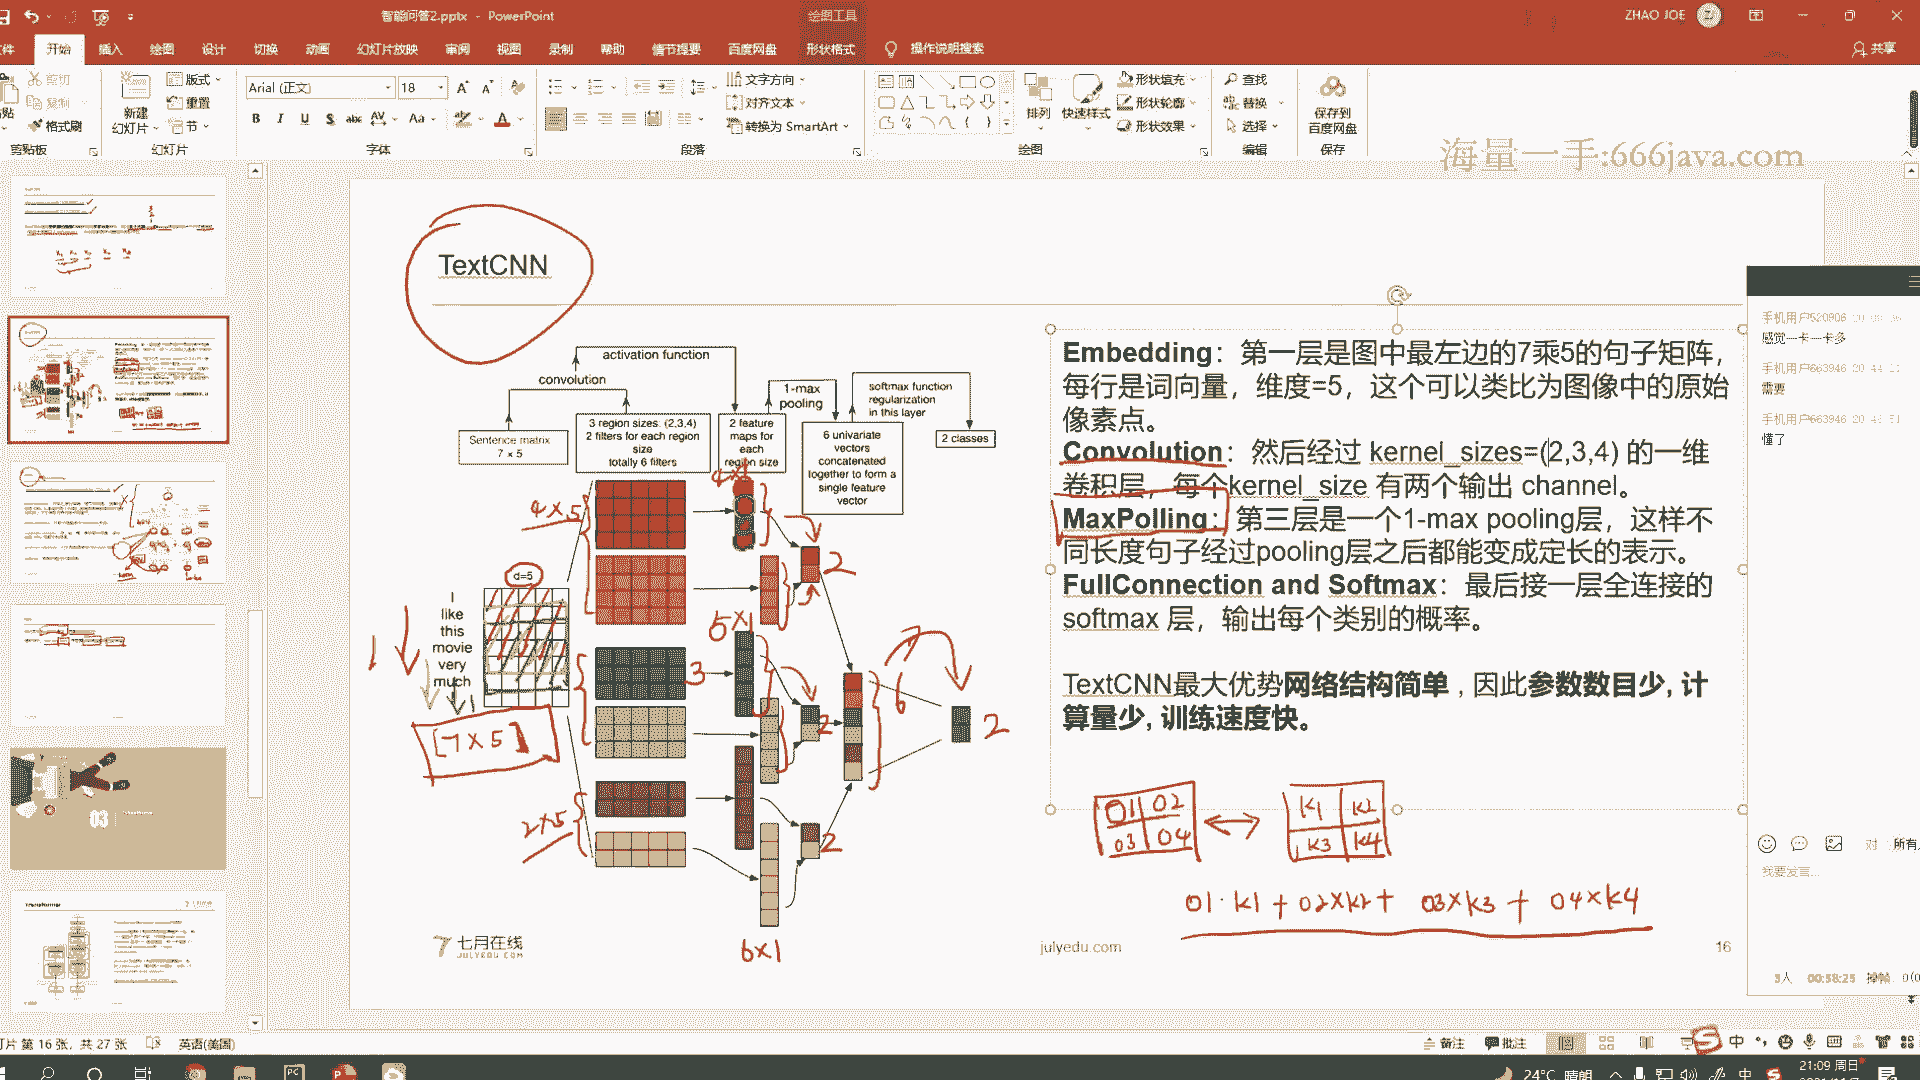 智能问答2.pptx - PowerPoint
绘图工具
ZHAO JOE
开始 插入 绘图 设计 切换 动画 幻灯片放映 审阅 视图 录制 帮助 情节提要 百度网盘 形状格式 操作说明搜索
共享
剪切
复制
格式刷
剪贴板
新建
幻灯片
版式
重置
节
幻灯片
Arial (正文) 18
字体
文字方向
对齐文本
转换为 SmartArt
段落
排列
快速样式
形状填充
形状轮廓
形状效果
绘图
查找
替换
选择
编辑
保存到
百度网盘
保存
海量一手:666java.com
TextCNN
activation function
convolution
1-max
pooling
softmax function
regularization
in this layer
Sentence matrix
7 × 5
3 region sizes: (2,3,4)
2 filters for each region
size
totally 6 filters
2 feature
maps for
each
region size
6 univariate
vectors
concatenated
together to form a
single feature
vector
2 classes
d=5
I
like
this
movie
very
much
!
[7×5]
4×5
2×5
3
4×1
5×1
6×1
2
2
2
6
2
Embedding：第一层是图中最左边的7乘5的句子矩阵，
每行是词向量，维度=5，这个可以类比为图像中的原始
像素点。
Convolution：然后经过 kernel_sizes=(2,3,4) 的一维
卷积层，每个kernel_size 有两个输出 channel。
MaxPolling：第三层是一个1-max pooling层，这样不
同长度句子经过pooling层之后都能变成定长的表示。
FullConnection and Softmax：最后接一层全连接的
softmax 层，输出每个类别的概率。
TextCNN最大优势网络结构简单 , 因此参数数目少, 计
算量少, 训练速度快。
01 02
03 04
K1 K2
K3 K4
01·K1+02×K2+ 03×K3+ 04×K4
七月在线
JULYEDU.COM
julyedu.com
16
手机用户520906
感觉一卡一卡多
手机用户663946
需要
手机用户663946
懂了
所有
我要发言...
3人 00:58:25
03
第 16 张，共 27 张 英语(美国)
备注 批注
中
24°C 晴朗
中
21:09 周日